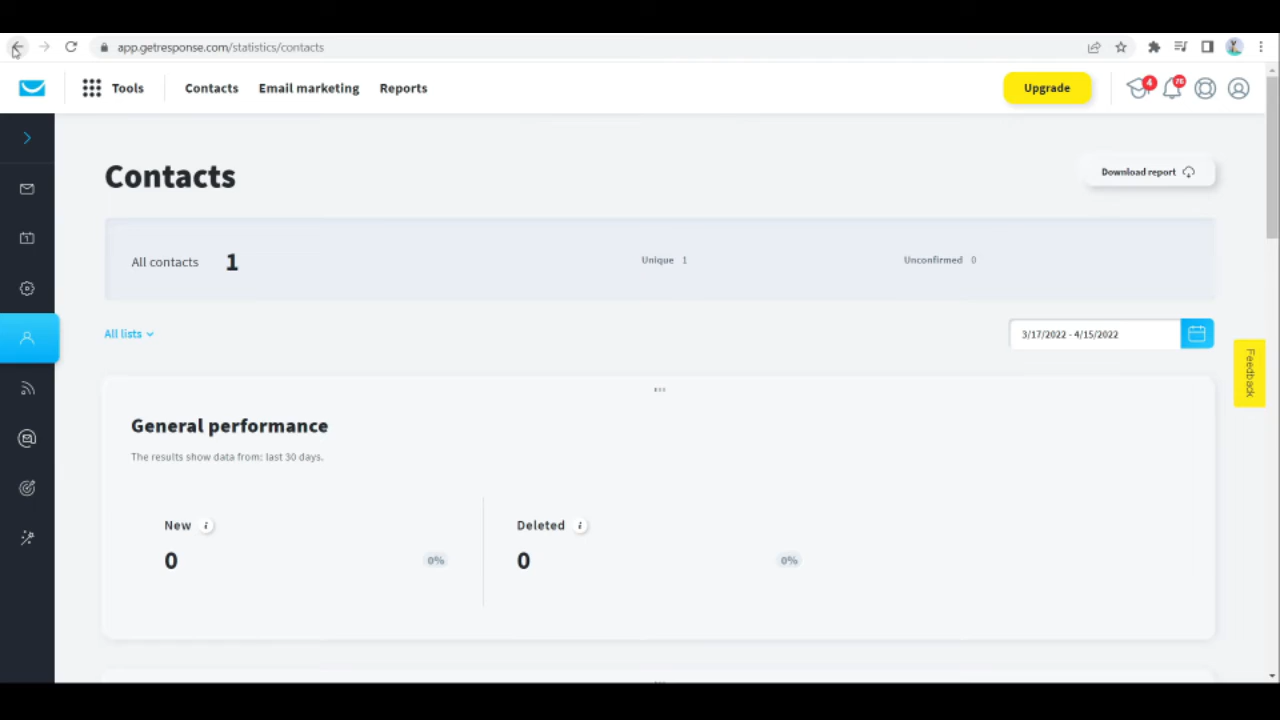 app.getresponse.com/statistics/contacts
Tools Contacts Email marketing Reports Upgrade 4 76
Contacts
Download report
All contacts 1 Unique 1 Unconfirmed 0
All lists
3/17/2022 - 4/15/2022
Feedback
General performance
The results show data from: last 30 days.
New i Deleted i
0 0% 0 0%